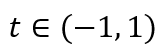 t ∈ (−1, 1)